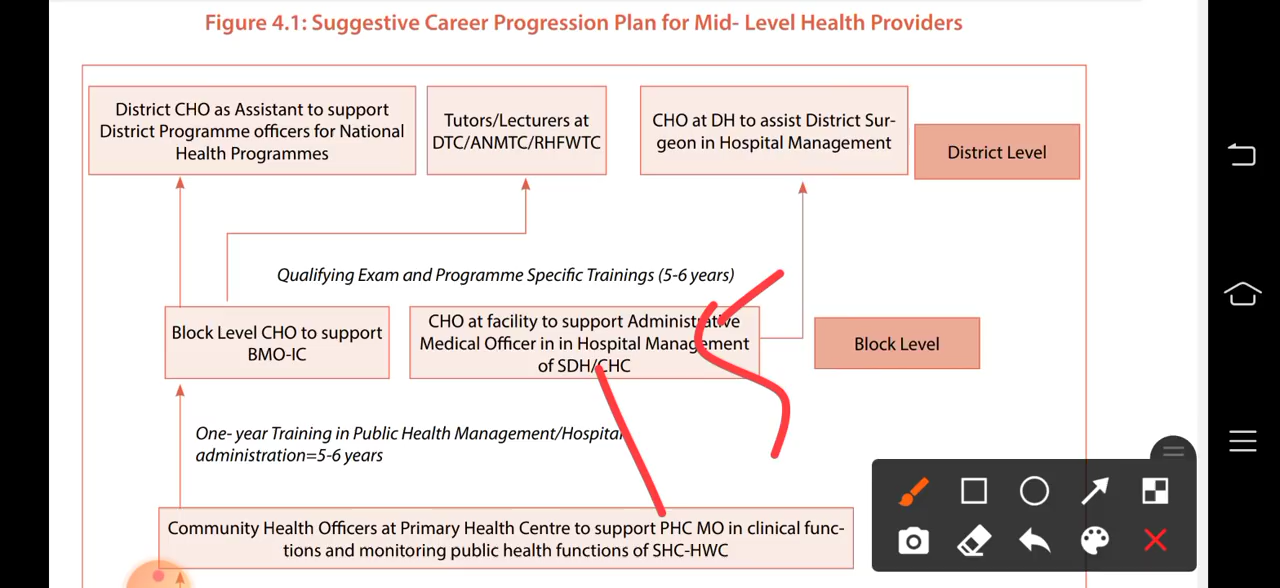 Figure 4.1: Suggestive Career Progression Plan for Mid- Level Health Providers
District CHO as Assistant to support
District Programme officers for National
Health Programmes
Tutors/Lecturers at
DTC/ANMTC/RHFWTC
CHO at DH to assist District Sur-
geon in Hospital Management
District Level
Qualifying Exam and Programme Specific Trainings (5-6 years)
Block Level CHO to support
BMO-IC
CHO at facility to support Administrative
Medical Officer in in Hospital Management
of SDH/CHC
Block Level
One- year Training in Public Health Management/Hospital
administration=5-6 years
Community Health Officers at Primary Health Centre to support PHC MO in clinical func-
tions and monitoring public health functions of SHC-HWC